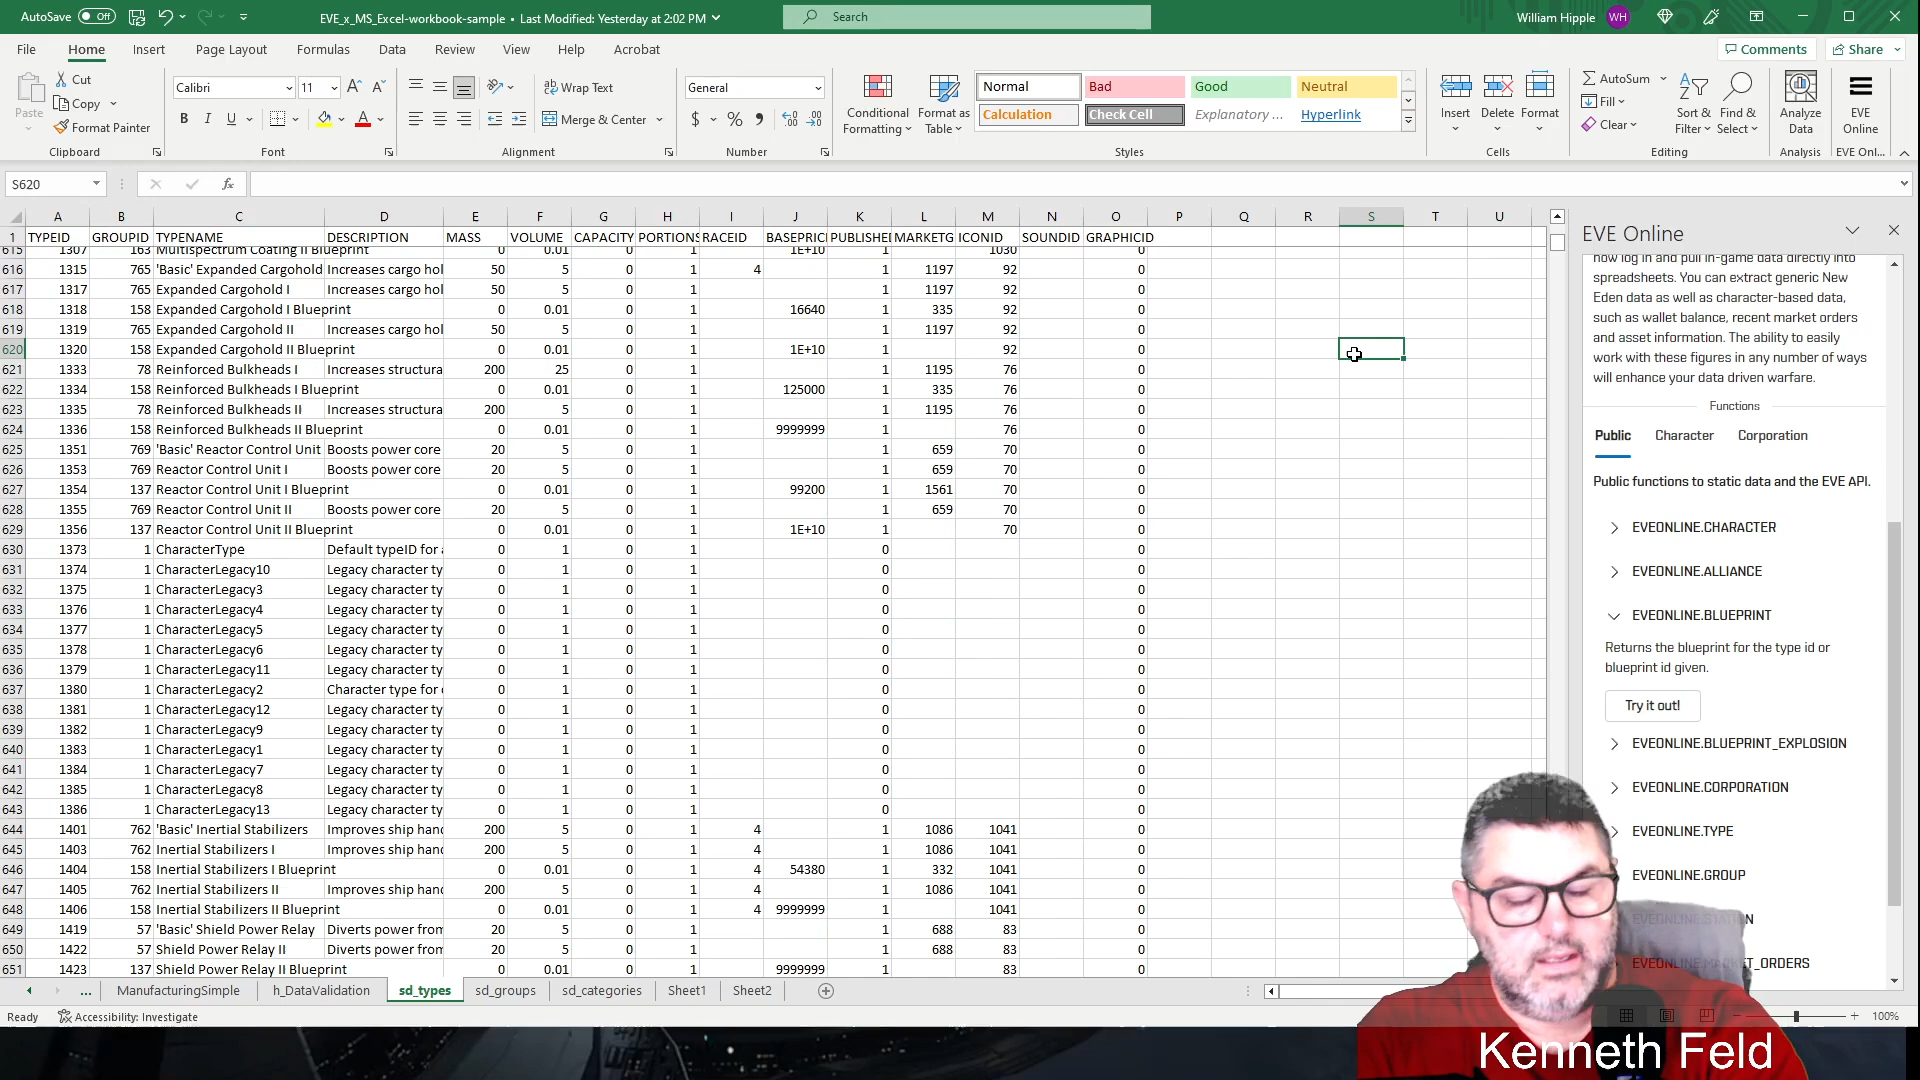 AutoSave Off EVE_x_MS_Excel-workbook-sample • Last Modified: Yesterday at 2:02 PM Search William Hipple WH
File Home Insert Page Layout Formulas Data Review View Help Acrobat Comments Share
Paste Cut Copy Format Painter Clipboard
Calibri 11 B I U Font
Wrap Text Merge & Center Alignment
General $ % Number
Conditional Formatting Format as Table
Normal Bad Good Neutral
Calculation Check Cell Explanatory ... Hyperlink
Styles
Insert Delete Format Cells
AutoSum Fill Clear Sort & Filter Find & Select Editing
Analyze Data Analysis
EVE Online EVE Onl...
S620 fx
A B C D E F G H I J K L M N O P Q R S T U
1 TYPEID GROUPID TYPENAME DESCRIPTION MASS VOLUME CAPACITY PORTIONS RACEID BASEPRIC PUBLISHE MARKETG ICONID SOUNDID GRAPHICID
615 1307 163 Multispectrum Coating II Blueprint 0 0.01 0 1 1E+10 1 1030 0
616 1315 765 'Basic' Expanded Cargohold Increases cargo hol 50 5 0 1 4 1 1197 92 0
617 1317 765 Expanded Cargohold I Increases cargo hol 50 5 0 1 1 1197 92 0
618 1318 158 Expanded Cargohold I Blueprint 0 0.01 0 1 16640 1 335 92 0
619 1319 765 Expanded Cargohold II Increases cargo hol 50 5 0 1 1 1197 92 0
620 1320 158 Expanded Cargohold II Blueprint 0 0.01 0 1 1E+10 1 92 0
621 1333 78 Reinforced Bulkheads I Increases structura 200 25 0 1 1 1195 76 0
622 1334 158 Reinforced Bulkheads I Blueprint 0 0.01 0 1 125000 1 335 76 0
623 1335 78 Reinforced Bulkheads II Increases structura 200 5 0 1 1 1195 76 0
624 1336 158 Reinforced Bulkheads II Blueprint 0 0.01 0 1 9999999 1 76 0
625 1351 769 'Basic' Reactor Control Unit Boosts power core 20 5 0 1 1 659 70 0
626 1353 769 Reactor Control Unit I Boosts power core 20 5 0 1 1 659 70 0
627 1354 137 Reactor Control Unit I Blueprint 0 0.01 0 1 99200 1 1561 70 0
628 1355 769 Reactor Control Unit II Boosts power core 20 5 0 1 1 659 70 0
629 1356 137 Reactor Control Unit II Blueprint 0 0.01 0 1 1E+10 1 70 0
630 1373 1 CharacterType Default typeID for a 0 1 0 1 0 0
631 1374 1 CharacterLegacy10 Legacy character ty 0 1 0 1 0 0
632 1375 1 CharacterLegacy3 Legacy character ty 0 1 0 1 0 0
633 1376 1 CharacterLegacy4 Legacy character ty 0 1 0 1 0 0
634 1377 1 CharacterLegacy5 Legacy character ty 0 1 0 1 0 0
635 1378 1 CharacterLegacy6 Legacy character ty 0 1 0 1 0 0
636 1379 1 CharacterLegacy11 Legacy character ty 0 1 0 1 0 0
637 1380 1 CharacterLegacy2 Character type for 0 1 0 1 0 0
638 1381 1 CharacterLegacy12 Legacy character ty 0 1 0 1 0 0
639 1382 1 CharacterLegacy9 Legacy character ty 0 1 0 1 0 0
640 1383 1 CharacterLegacy1 Legacy character ty 0 1 0 1 0 0
641 1384 1 CharacterLegacy7 Legacy character ty 0 1 0 1 0 0
642 1385 1 CharacterLegacy8 Legacy character ty 0 1 0 1 0 0
643 1386 1 CharacterLegacy13 Legacy character ty 0 1 0 1 0 0
644 1401 762 'Basic' Inertial Stabilizers Improves ship hand 200 5 0 1 4 1 1086 1041 0
645 1403 762 Inertial Stabilizers I Improves ship hand 200 5 0 1 4 1 1086 1041 0
646 1404 158 Inertial Stabilizers I Blueprint 0 0.01 0 1 4 54380 1 332 1041 0
647 1405 762 Inertial Stabilizers II Improves ship hand 200 5 0 1 4 1 1086 1041 0
648 1406 158 Inertial Stabilizers II Blueprint 0 0.01 0 1 4 9999999 1 1041 0
649 1419 57 'Basic' Shield Power Relay Diverts power from 20 5 0 1 1 688 83 0
650 1422 57 Shield Power Relay II Diverts power from 20 5 0 1 1 688 83 0
651 1423 137 Shield Power Relay II Blueprint 0 0.01 0 1 9999999 1 83 0
... ManufacturingSimple h_DataValidation sd_types sd_groups sd_categories Sheet1 Sheet2
Ready Accessibility: Investigate 100%
EVE Online
now log in and pull in-game data directly into
spreadsheets. You can extract generic New
Eden data as well as character-based data,
such as wallet balance, recent market orders
and asset information. The ability to easily
work with these figures in any number of ways
will enhance your data driven warfare.
Functions
Public Character Corporation
Public functions to static data and the EVE API.
EVEONLINE.CHARACTER
EVEONLINE.ALLIANCE
EVEONLINE.BLUEPRINT
Returns the blueprint for the type id or
blueprint id given.
Try it out!
EVEONLINE.BLUEPRINT_EXPLOSION
EVEONLINE.CORPORATION
EVEONLINE.TYPE
EVEONLINE.GROUP
EVEONLINE.STATION
EVEONLINE.MARKET_ORDERS
Kenneth Feld